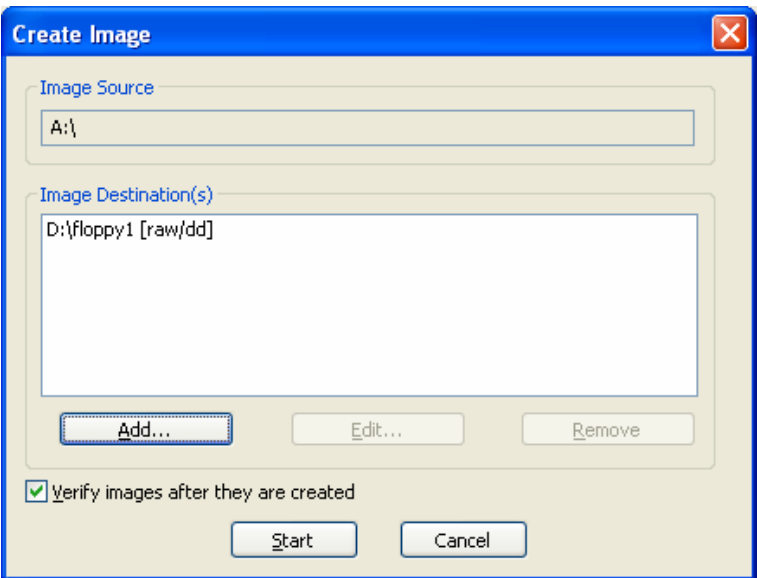 Create Image
Image Source
A:\
Image Destination(s)
D:\floppy1 [raw/dd]
Add... Edit... Remove
Verify images after they are created
Start Cancel